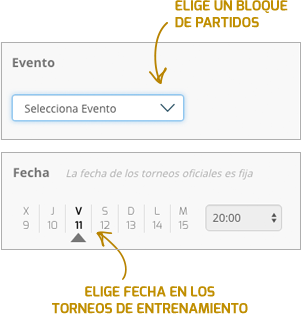 ELIGE UN BLOQUE
DE PARTIDOS
Evento
Selecciona Evento
Fecha La fecha de los torneos oficiales es fija
X J V S D L M
9 10 11 12 13 14 15
20:00
ELIGE FECHA EN LOS
TORNEOS DE ENTRENAMIENTO